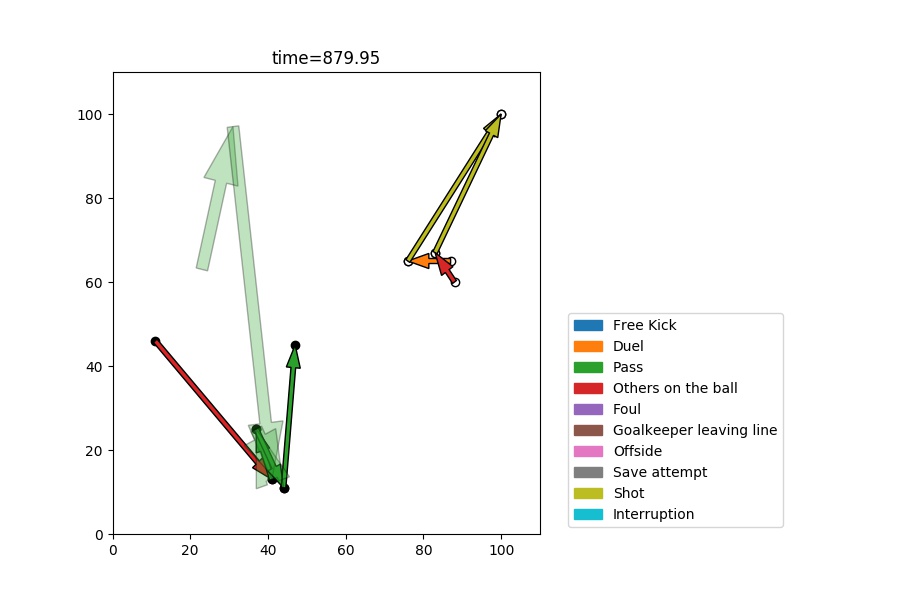 time=879.95
100
80
60
40
20
0
0 20 40 60 80 100
Free Kick
Duel
Pass
Others on the ball
Foul
Goalkeeper leaving line
Offside
Save attempt
Shot
Interruption